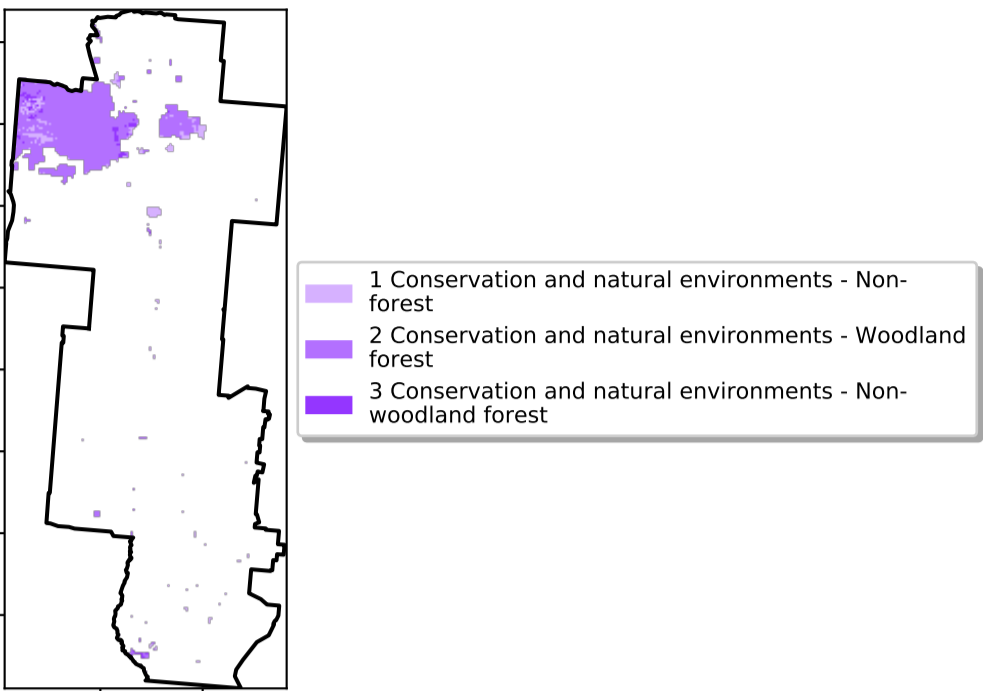 1 Conservation and natural environments - Non-
forest
2 Conservation and natural environments - Woodland
forest
3 Conservation and natural environments - Non-
woodland forest